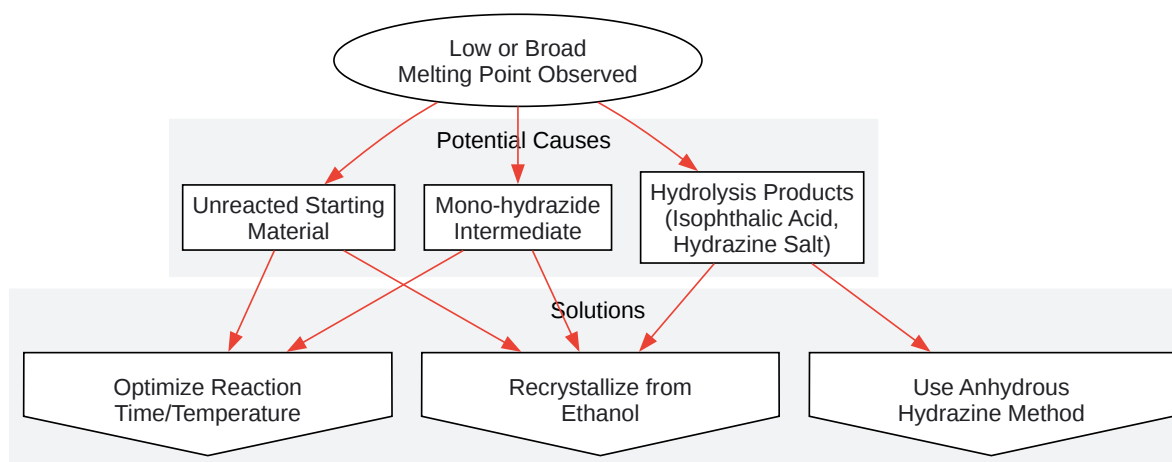 Low or Broad
Melting Point Observed
Potential Causes
Unreacted Starting
Material
Mono-hydrazide
Intermediate
Hydrolysis Products
(Isophthalic Acid,
Hydrazine Salt)
Solutions
Optimize Reaction
Time/Temperature
Recrystallize from
Ethanol
Use Anhydrous
Hydrazine Method